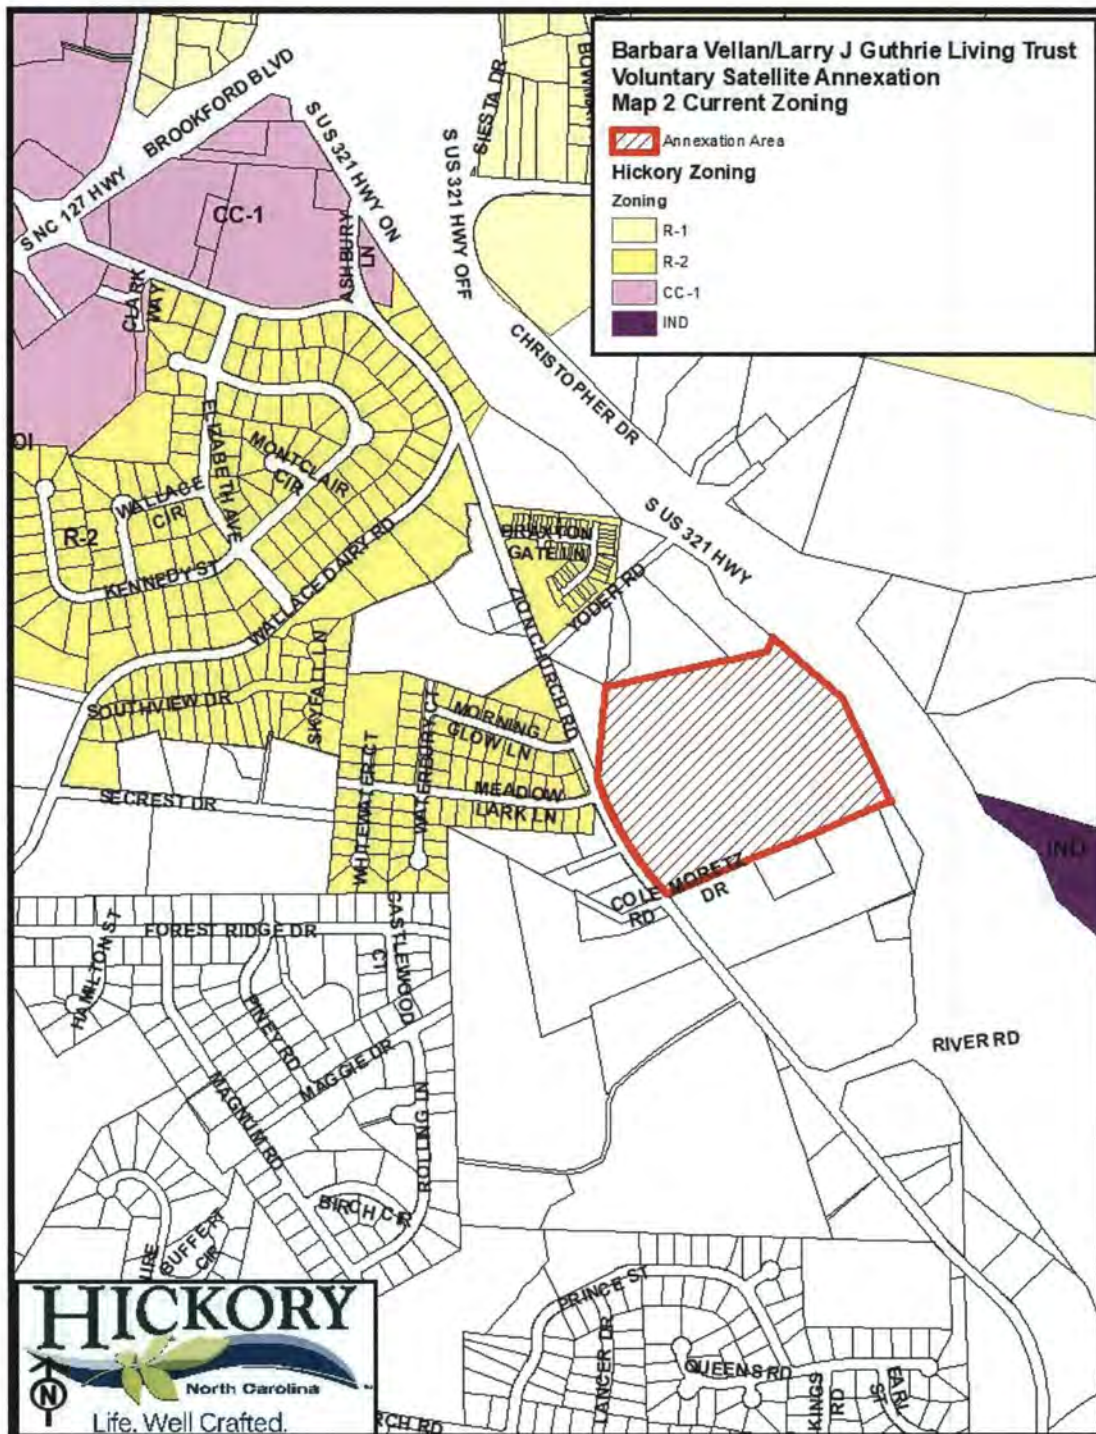 Barbara Vellan/Larry J Guthrie Living Trust
Voluntary Satellite Annexation
Map 2 Current Zoning
Annexation Area
Hickory Zoning
Zoning
R-1
R-2
CC-1
IND
BROOKFORD BLVD
S NC 127 HWY
CC-1
S US 321 HWY ON
S US 321 HWY OFF
SIESTA DR
ASHBURY
LN
CLARK
WAY
CHRISTOPHER DR
OI
ELIZABETH AVE
MONTCLAIR
CIR
WALLACE
CIR
R-2
KENNEDY ST
WALLACE DAIRY RD
BRAXTON
GATE LN
S US 321 HWY
YODER RD
ZION CHURCH RD
SOUTHVIEW DR
SKYFALL LN
MORNING
GLOW LN
WHITEWATER CT
WATERBURY CT
MEADOW
LARK LN
SECREST DR
IND
COLE
RD
MORETZ
DR
HAMILTON ST
FOREST RIDGE DR
CASTLEWOOD
CT
PINEY RD
MAGGIE DR
MAGNUM RD
ROLLING LN
RIVER RD
BIRCH CIR
SUFFERT
CIR
PRINCE ST
LANCER DR
QUEENS RD
KINGS
RD
EARL
ST
RCH RD
HICKORY
North Carolina
Life. Well Crafted.
N